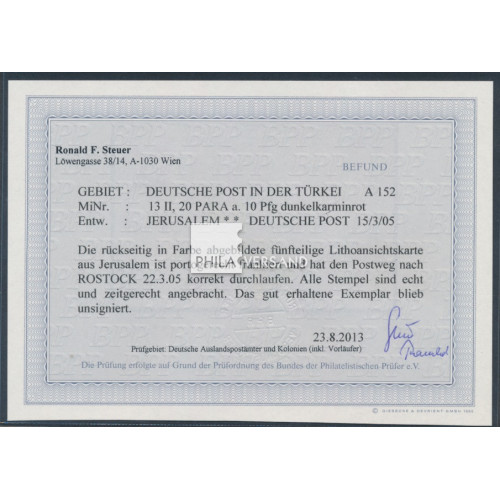 Ronald F. Steuer
Löwengasse 38/14, A-1030 Wien
BEFUND
GEBIET : DEUTSCHE POST IN DER TÜRKEI A 152
MiNr. : 13 II, 20 PARA a. 10 Pfg dunkelkarminrot
Entw. : JERUSALEM * * DEUTSCHE POST 15/3/05
Die rückseitig in Farbe abgebildete fünfteilige Lithoansichtskarte
aus Jerusalem ist frankiert und hat den Postweg nach
PHILA VERSAND
ROSTOCK 22.3.05 korrekt durchlaufen. Alle Stempel sind echt
und zeitgerecht angebracht. Das gut erhaltene Exemplar blieb
unsigniert.
23.8.2013
Prüfgebiet: Deutsche Auslandspostämter und Kolonien (inkl. Vorläufer)
Die Prüfung erfolgte auf Grund der Prüfordnung des Bundes der Philatelistischen Prüfer e.V.